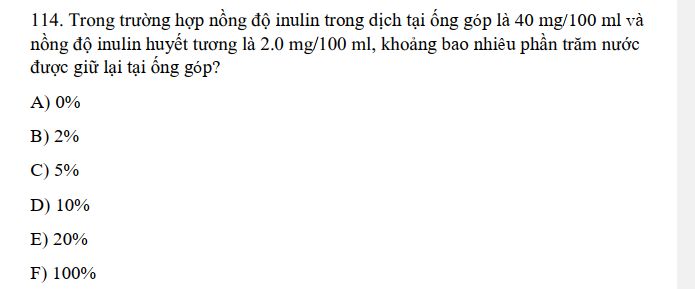 114. Trong trường hợp nồng độ inulin trong dịch tại ống góp là 40 mg/100 ml và
nồng độ inulin huyết tương là 2.0 mg/100 ml, khoảng bao nhiêu phần trăm nước
được giữ lại tại ống góp?
A) 0%
B) 2%
C) 5%
D) 10%
E) 20%
F) 100%